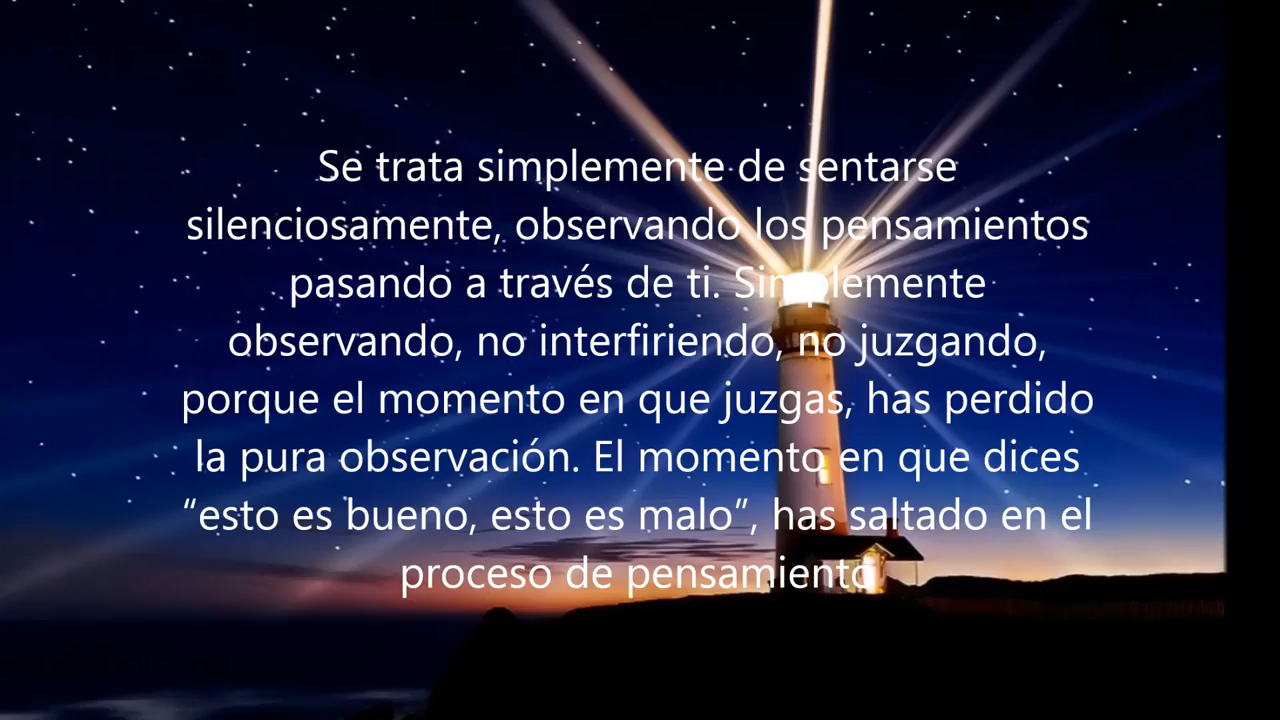 Se trata simplemente de sentarse
silenciosamente, observando los pensamientos
pasando a través de ti. Simplemente
observando, no interfiriendo, no juzgando,
porque el momento en que juzgas, has perdido
la pura observación. El momento en que dices
“esto es bueno, esto es malo”, has saltado en el
proceso de pensamiento